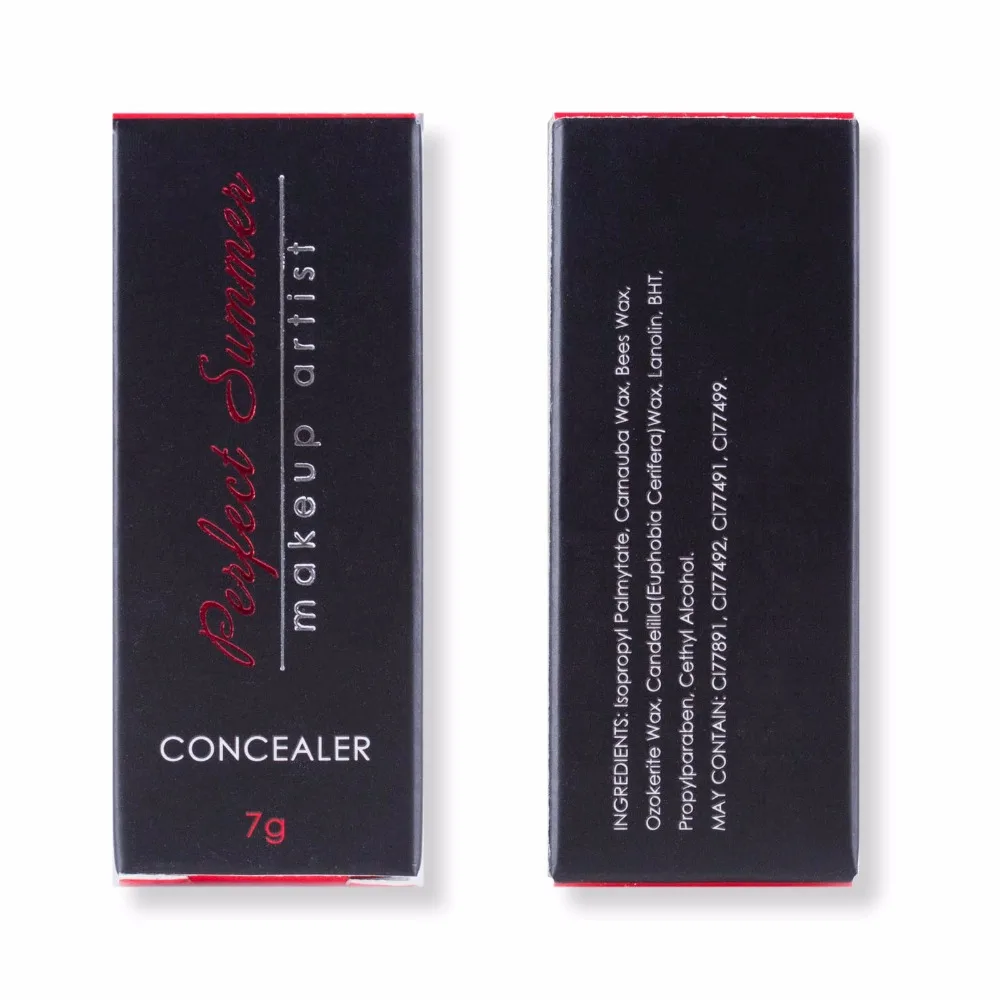 Perfect Summer
makeup artist
CONCEALER
7g
INGREDIENTS: Isopropyl Palmytate, Carnauba Wax, Bees Wax,
Ozokerite Wax, Candelilla(Euphobia Cerifera)Wax, Lanolin, BHT,
Propylparaben, Cethyl Alcohol.
MAY CONTAIN: CI77891, CI77492, CI77491, CI77499.